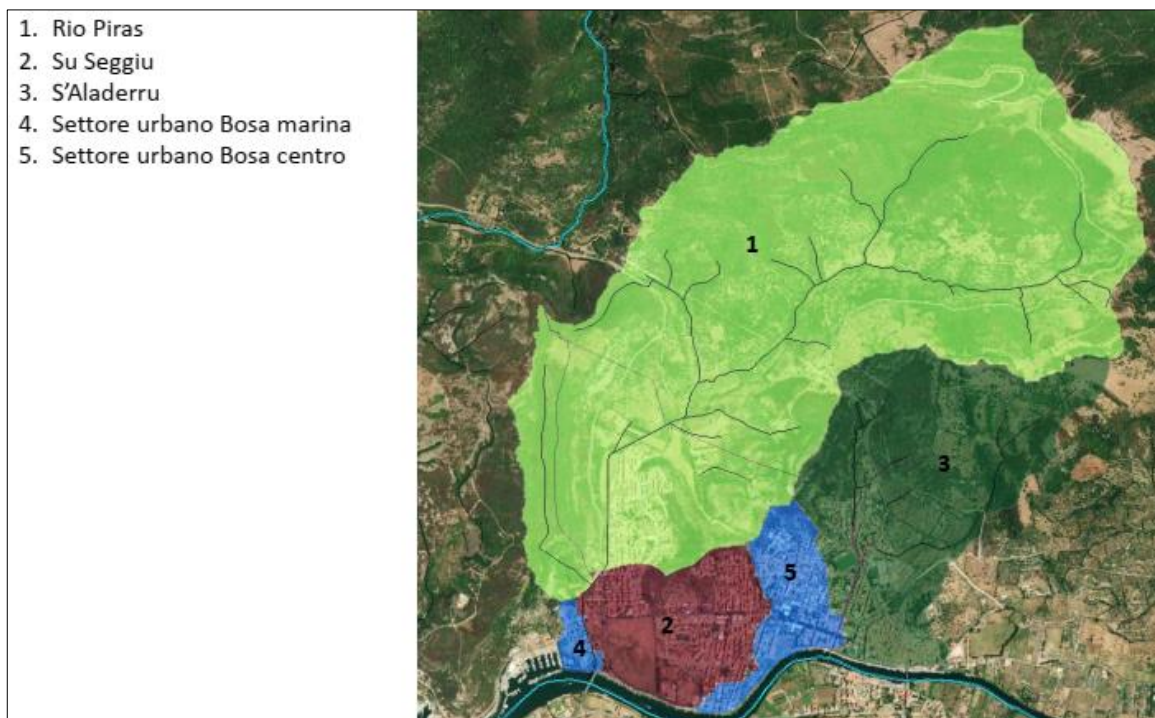 1. Rio Piras
2. Su Seggiu
3. S'Aladerru
4. Settore urbano Bosa marina
5. Settore urbano Bosa centro
1
3
5
2
4